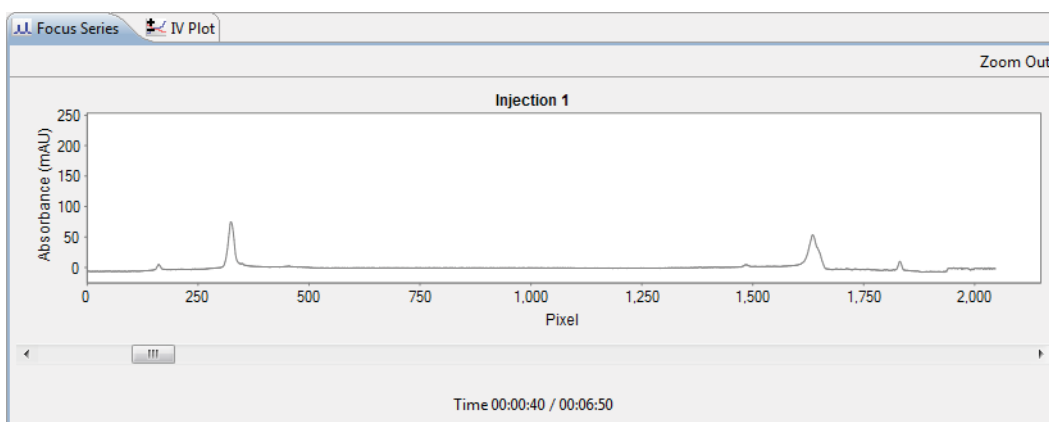 Focus Series IV Plot
Zoom Out
Injection 1
Absorbance (mAU)
250
200
150
100
50
0
0 250 500 750 1,000 1,250 1,500 1,750 2,000
Pixel
Time 00:00:40 / 00:06:50